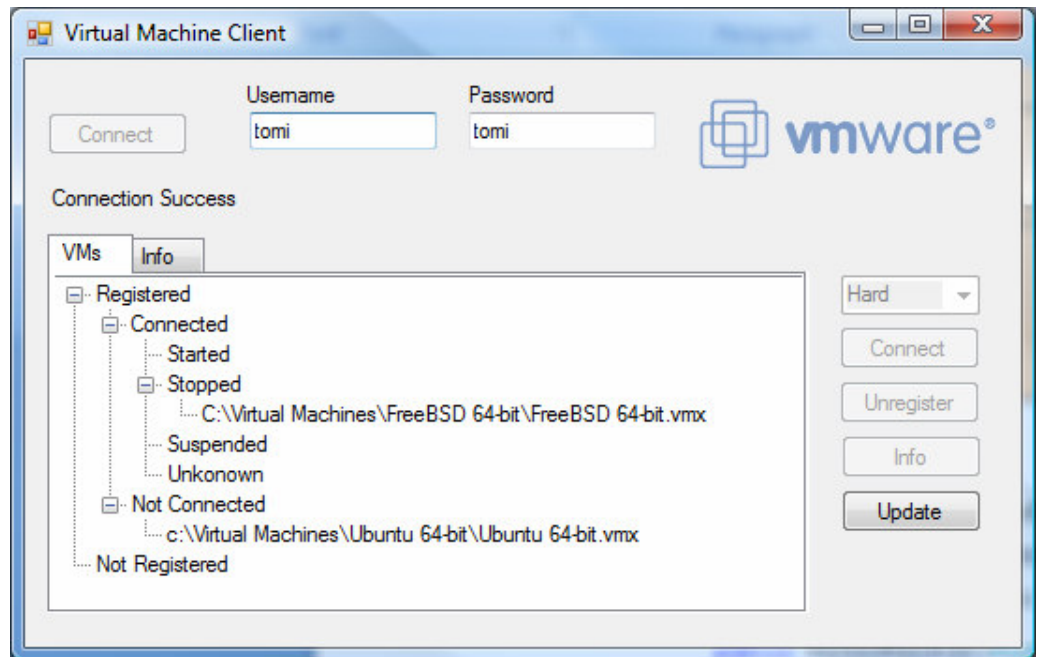 Virtual Machine Client
Username
Password
Connect
tomi
tomi
vmware®
Connection Success
VMs
Info
Registered
Connected
Started
Stopped
C:\Virtual Machines\FreeBSD 64-bit\FreeBSD 64-bit.vmx
Suspended
Unkonown
Not Connected
c:\Virtual Machines\Ubuntu 64-bit\Ubuntu 64-bit.vmx
Not Registered
Hard
Connect
Unregister
Info
Update